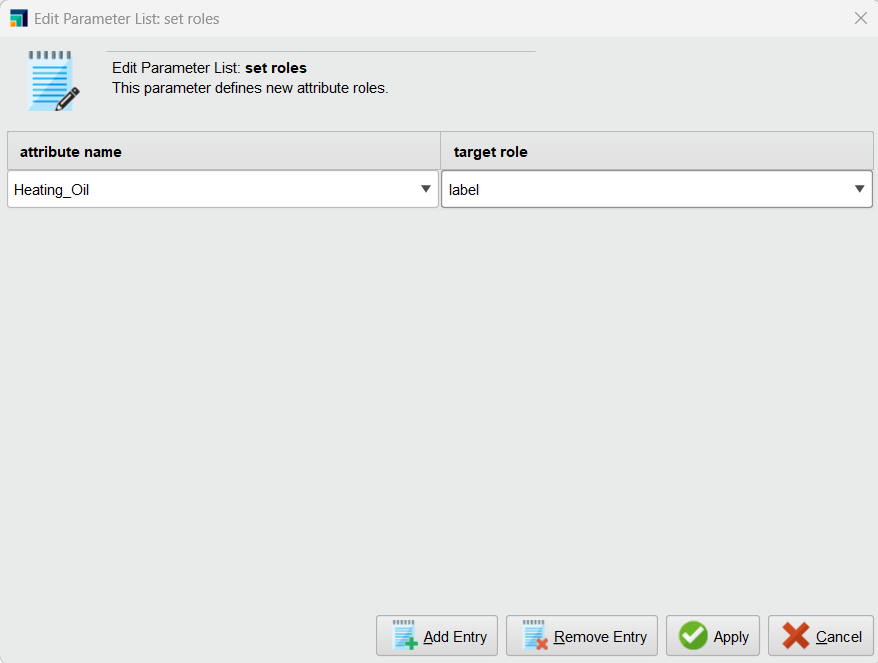 Edit Parameter List: set roles
Edit Parameter List: set roles
This parameter defines new attribute roles.
attribute name target role
Heating_Oil label
Add Entry Remove Entry Apply Cancel